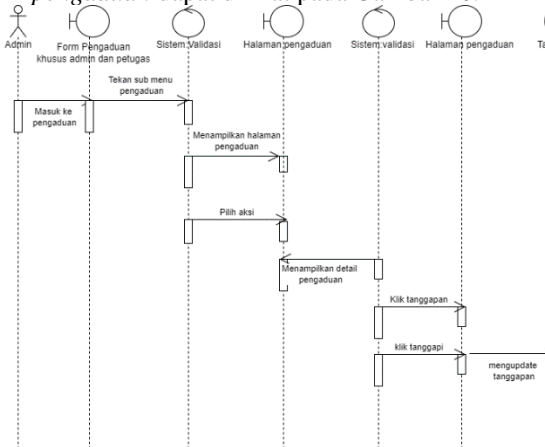 Admin
Form Pengaduan
khusus admin dan petugas
Sistem Validasi
Halaman pengaduan
Sistem validasi
Halaman pengaduan
Tekan sub menu
pengaduan
Masuk ke
pengaduan
Menampilkan halaman
pengaduan
Pilih aksi
Menampilkan detail
pengaduan
Klik tanggapan
klik tanggapi
mengupdate
tanggapan